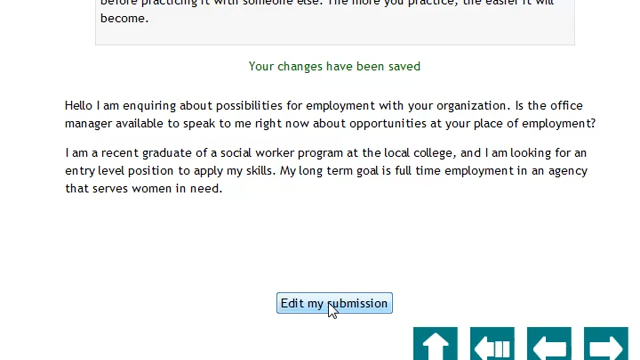 before practicing it with someone else. The more you practice, the easier it will
become.
Your changes have been saved
Hello I am enquiring about possibilities for employment with your organization. Is the office
manager available to speak to me right now about opportunities at your place of employment?
I am a recent graduate of a social worker program at the local college, and I am looking for an
entry level position to apply my skills. My long term goal is full time employment in an agency
that serves women in need.
Edit my submission